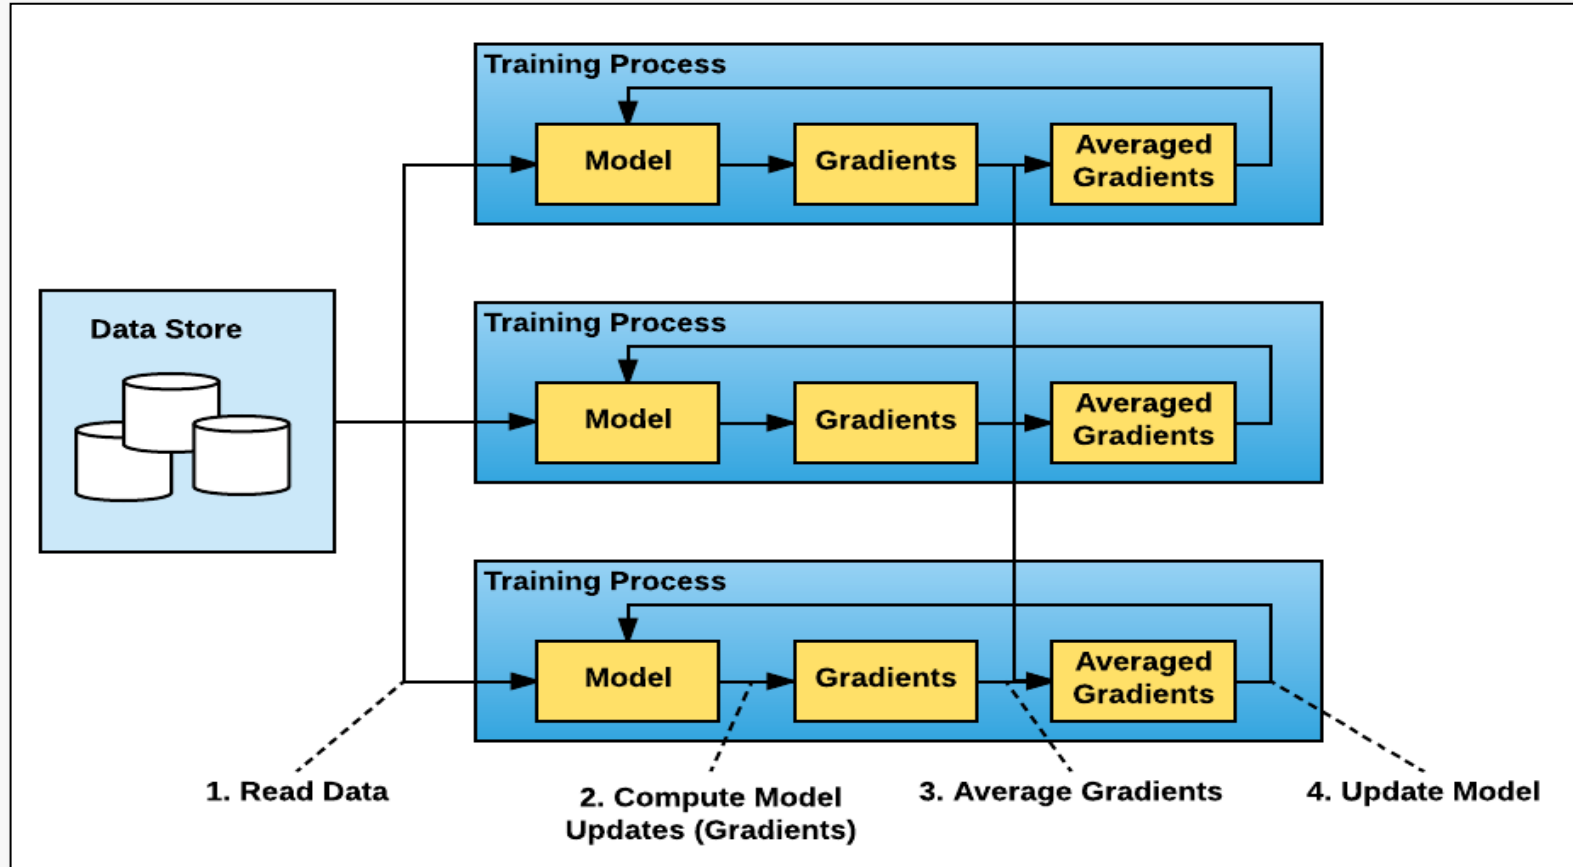 Training Process
Model
Gradients
Averaged
Gradients
Data Store
Training Process
Model
Gradients
Averaged
Gradients
Training Process
Model
Gradients
Averaged
Gradients
1. Read Data
2. Compute Model
Updates (Gradients)
3. Average Gradients
4. Update Model